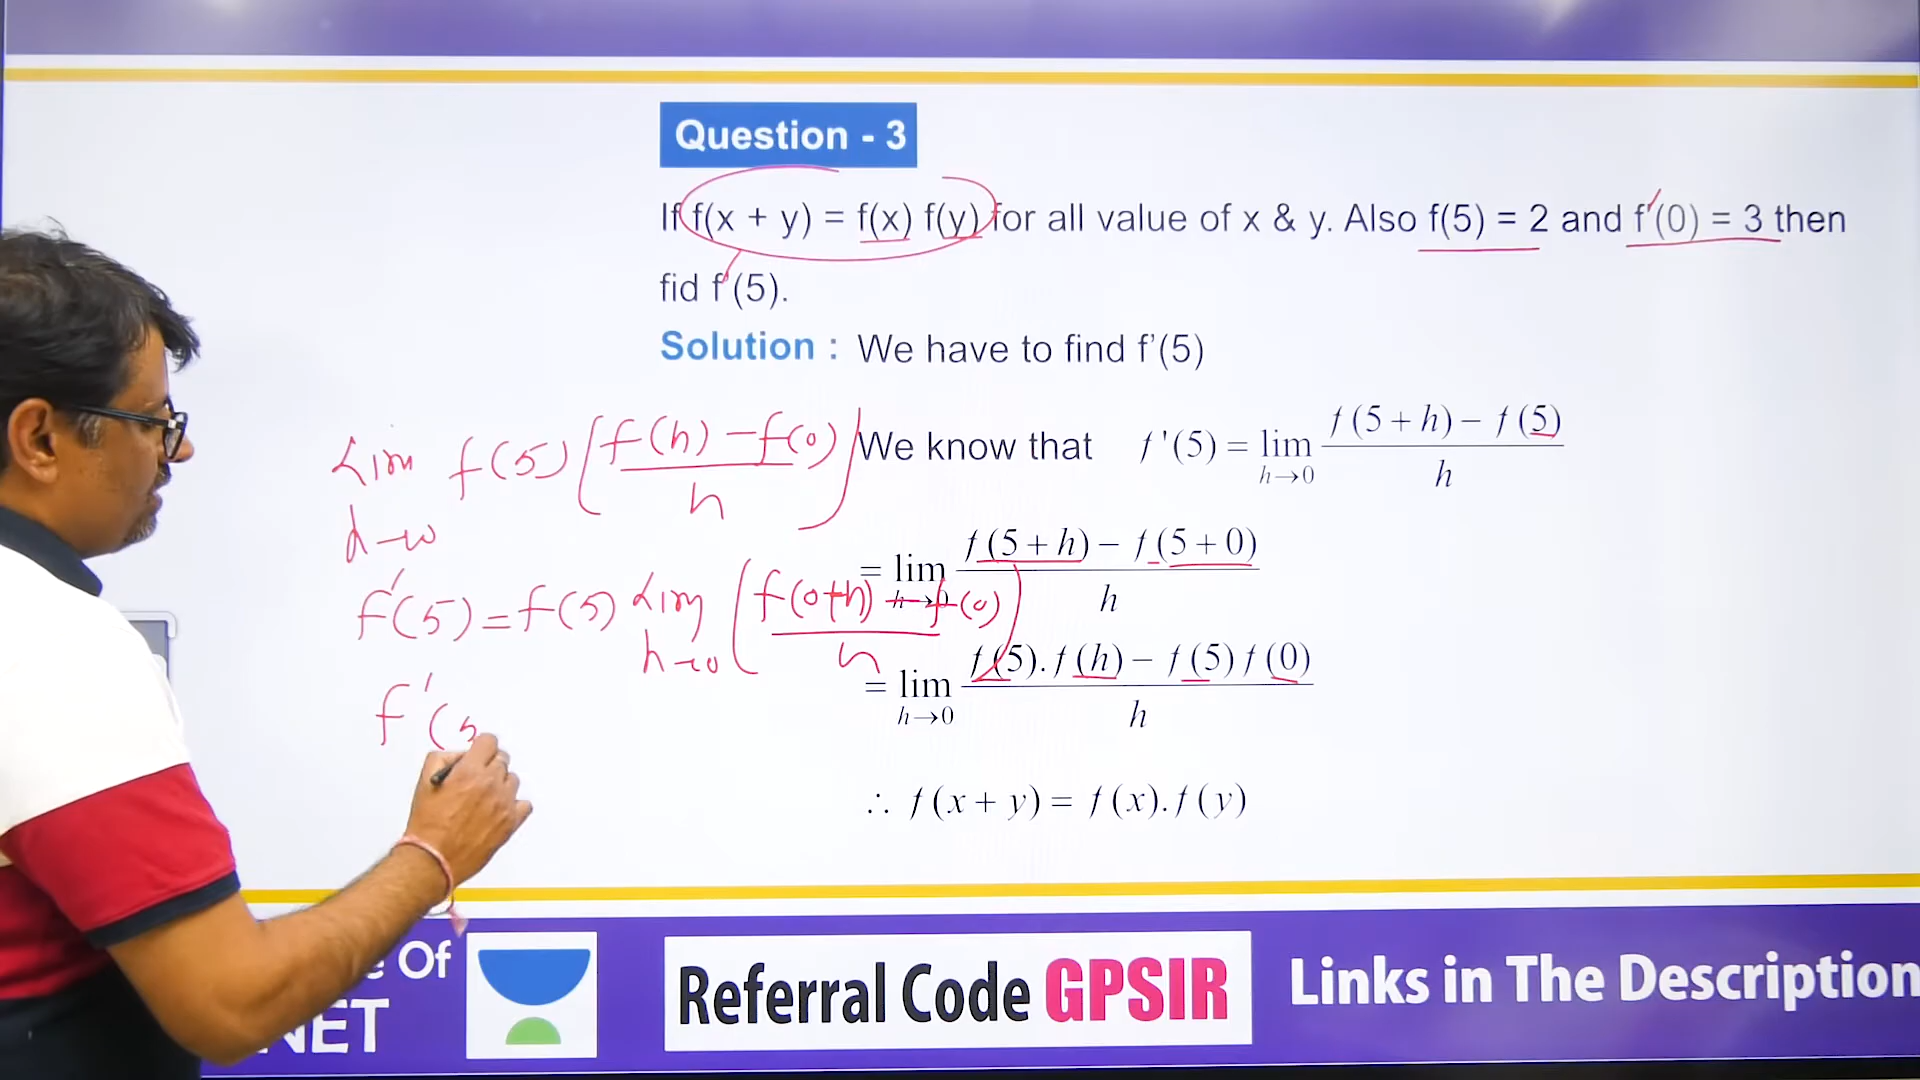 Question - 3
If f(x + y) = f(x) f(y) for all value of x & y. Also f(5) = 2 and f'(0) = 3 then
fid f'(5).
Solution : We have to find f'(5)
We know that f'(5) = lim h→0 f(5+h) − f(5) / h
= lim h→0 f(5+h) − f(5+0) / h
= lim h→0 f(5).f(h) − f(5) f(0) / h
∴ f(x + y) = f(x).f(y)
Lim h→0 f(5) [f(h) − f(0) / h]
f'(5) = f(5) Lim h→0 [f(0+h) − f(0) / h]
f'(5
Of
NET
Referral Code GPSIR
Links in The Description